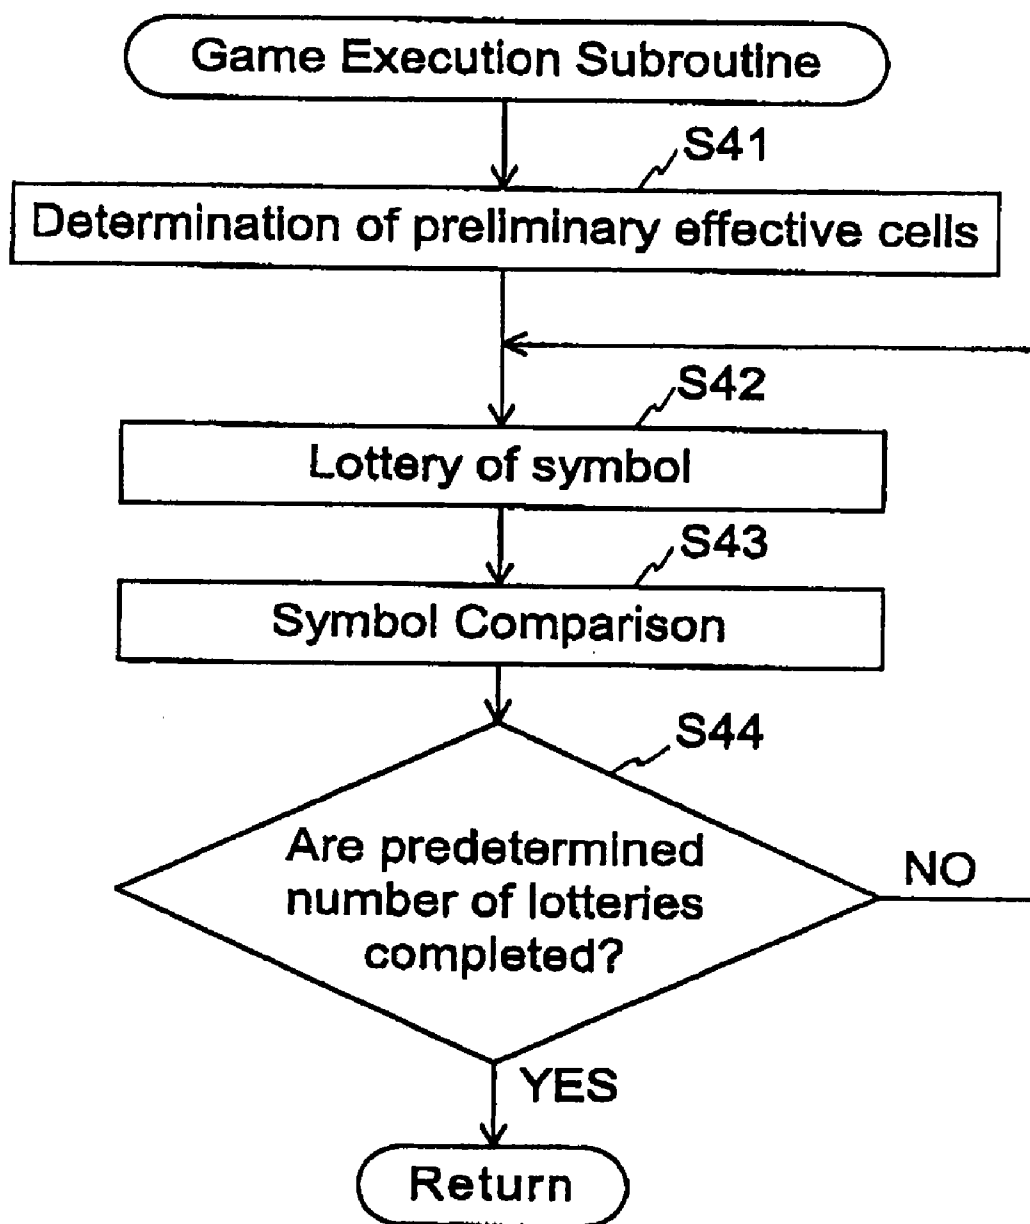 Game Execution Subroutine
S41
Determination of preliminary effective cells
S42
Lottery of symbol
S43
Symbol Comparison
S44
Are predetermined
number of lotteries
completed?
NO
YES
Return